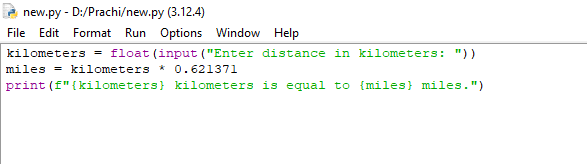 new.py - D:/Prachi/new.py (3.12.4)
File Edit Format Run Options Window Help
kilometers = float(input("Enter distance in kilometers: "))
miles = kilometers * 0.621371
print(f"{kilometers} kilometers is equal to {miles} miles.")